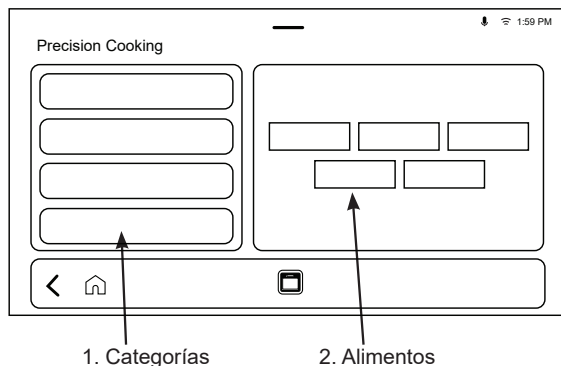 1:59 PM
Precision Cooking
1. Categorías
2. Alimentos